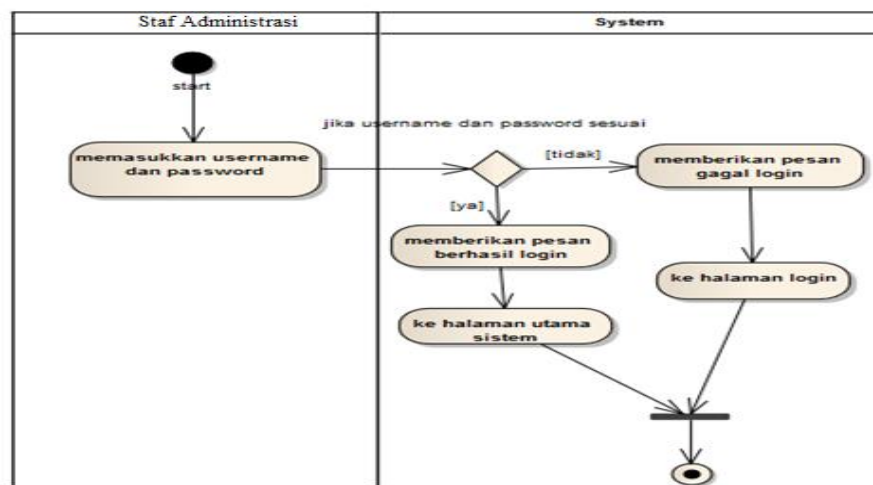 Staf Administrasi
System
start
jika username dan password sesuai
memasukkan username
dan password
[tidak]
memberikan pesan
gagal login
[ya]
memberikan pesan
berhasil login
ke halaman login
ke halaman utama
sistem